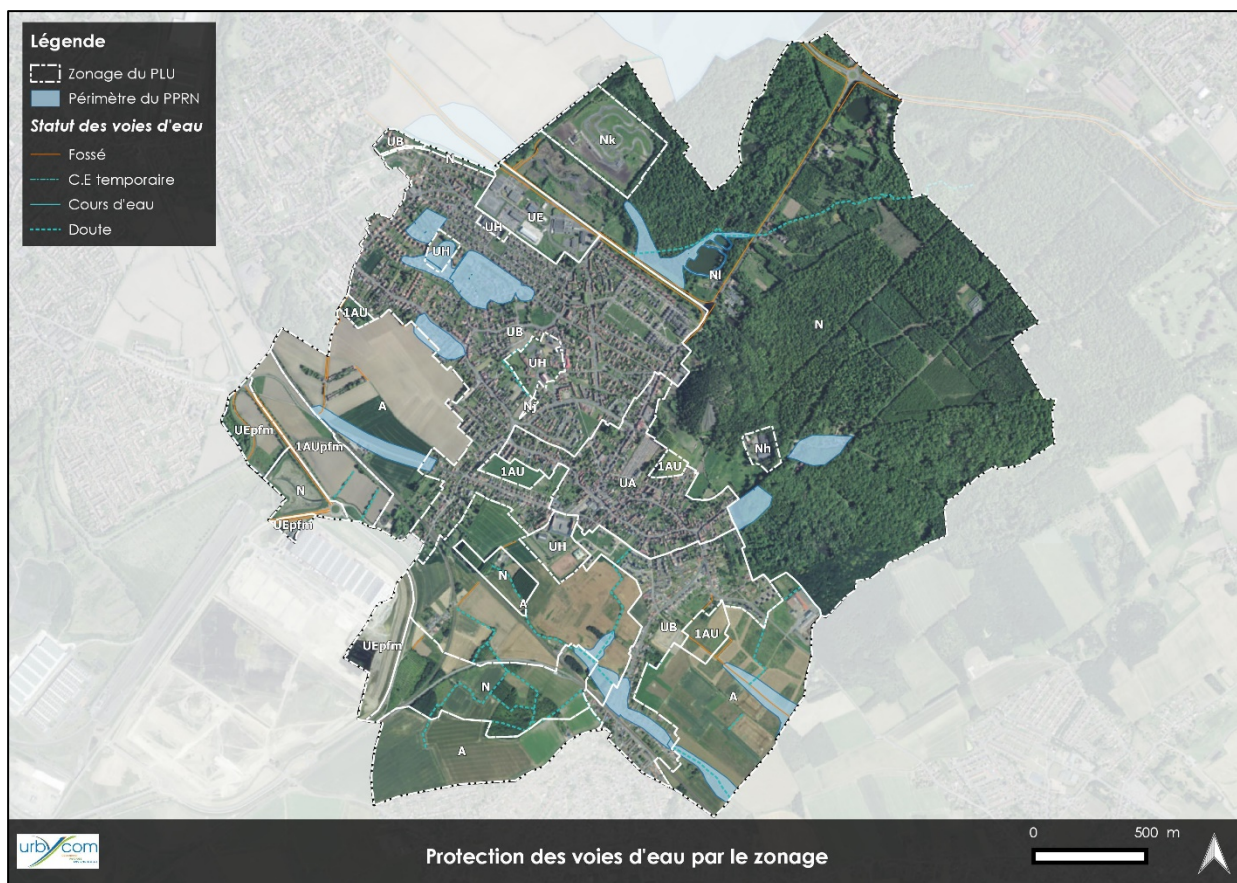 Légende
Zonage du PLU
Périmètre du PPRN
Statut des voies d'eau
Fossé
C.E temporaire
Cours d'eau
Doute
UB
N
Nk
UE
UH
UH
Nl
1AU
UB
UH
N
A
Nj
UEpfm
1AUpfm
N
UEpfm
1AU
UA
1AU
Nh
UH
N
A
UB
1AU
UEpfm
N
A
A
urbycom
Protection des voies d'eau par le zonage
0 500 m